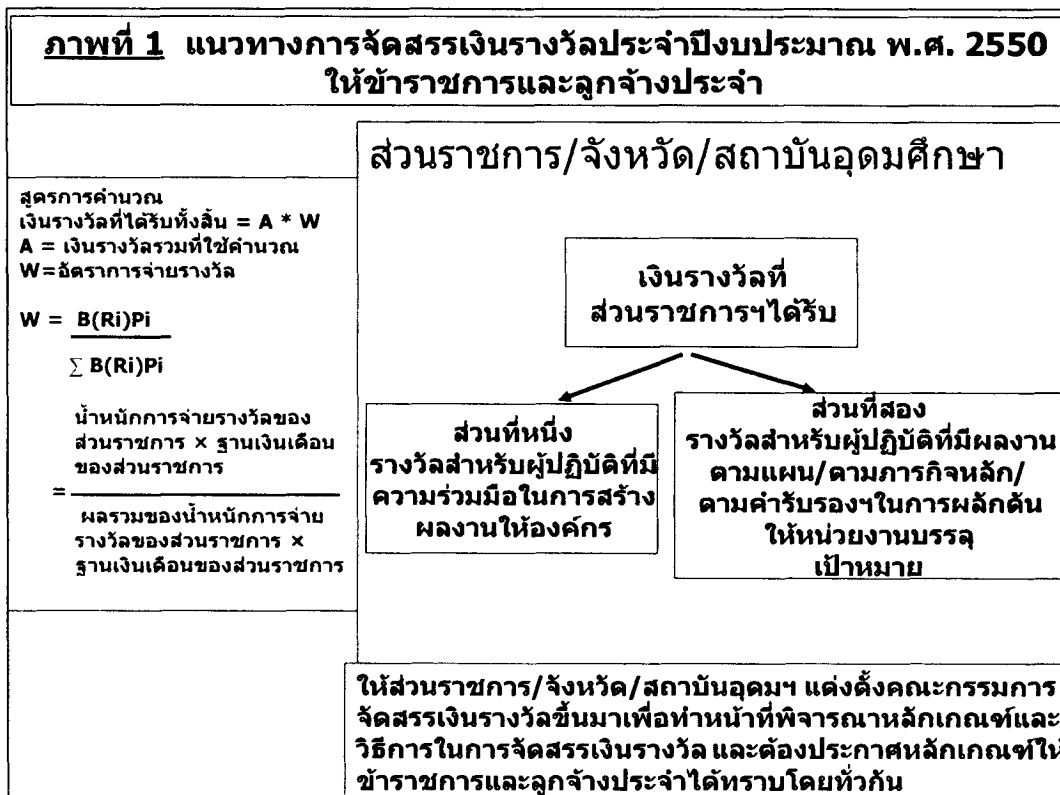 ภาพที่ 1 แนวทางการจัดสรรเงินรางวัลประจำปีงบประมาณ พ.ศ. 2550
ให้ข้าราชการและลูกจ้างประจำ
ส่วนราชการ/จังหวัด/สถาบันอุดมศึกษา
สูตรการคำนวณ
เงินรางวัลที่ได้รับทั้งสิ้น = A * W
A = เงินรางวัลรวมที่ใช้คำนวณ
W=อัตราการจ่ายรางวัล
W = B(Ri)Pi
∑ B(Ri)Pi
น้ำหนักการจ่ายรางวัลของ
ส่วนราชการ × ฐานเงินเดือน
ของส่วนราชการ
=
ผลรวมของน้ำหนักการจ่าย
รางวัลของส่วนราชการ ×
ฐานเงินเดือนของส่วนราชการ
เงินรางวัลที่
ส่วนราชการฯได้รับ
ส่วนที่หนึ่ง
รางวัลสำหรับผู้ปฏิบัติที่มี
ความร่วมมือในการสร้าง
ผลงานให้องค์กร
ส่วนที่สอง
รางวัลสำหรับผู้ปฏิบัติที่มีผลงาน
ตามแผน/ตามภารกิจหลัก/
ตามคำรับรองฯในการผลักดัน
ให้หน่วยงานบรรลุ
เป้าหมาย
ให้ส่วนราชการ/จังหวัด/สถาบันอุดมฯ แต่งตั้งคณะกรรมการ
จัดสรรเงินรางวัลขึ้นมาเพื่อทำหน้าที่พิจารณาหลักเกณฑ์และ
วิธีการในการจัดสรรเงินรางวัล และต้องประกาศหลักเกณฑ์ให้
ข้าราชการและลูกจ้างประจำได้ทราบโดยทั่วกัน